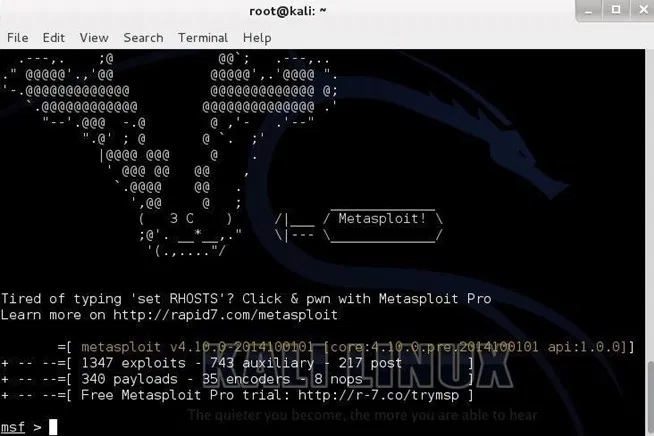 root@kali: ~
File Edit View Search Terminal Help
.---,.    ;@             @@`;   .---,..
." @@@@@'.,'@@            @@@@@',.'@@@@ ".
'-.@@@@@@@@@@@@@          @@@@@@@@@@@@@ @;
`.@@@@@@@@@@@@        @@@@@@@@@@@@@@ .'
"--'.@@@  -.@        @ ,'-   .'--"
".@' ; @       @ `.  ;'
|@@@@ @@@     @    .
' @@@ @@   @@    ,
`.@@@@    @@   .
',@@     @   ;
(   3 C    )     /|___ / Metasploit! \
;@'. __*__,."    \|--- \_____________/
'(.,...."/
Tired of typing 'set RHOSTS'? Click & pwn with Metasploit Pro
Learn more on http://rapid7.com/metasploit
=[ metasploit v4.10.0-2014100101 [core:4.10.0.pre.2014100101 api:1.0.0]]
+ -- --=[ 1347 exploits - 743 auxiliary - 217 post        ]
+ -- --=[ 340 payloads - 35 encoders - 8 nops             ]
+ -- --=[ Free Metasploit Pro trial: http://r-7.co/trymsp ]
KALI LINUX
The quieter you become, the more you are able to hear
msf >